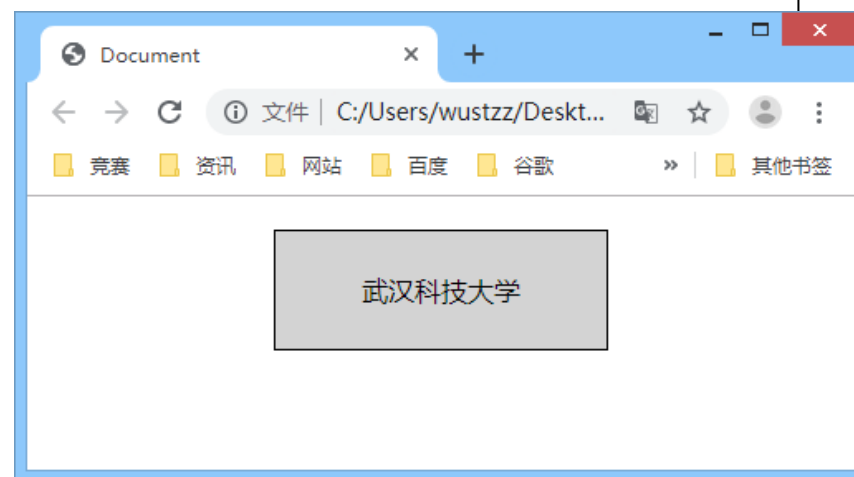 Document
文件 | C:/Users/wustzz/Deskt...
竞赛 资讯 网站 百度 谷歌 » 其他书签
武汉科技大学